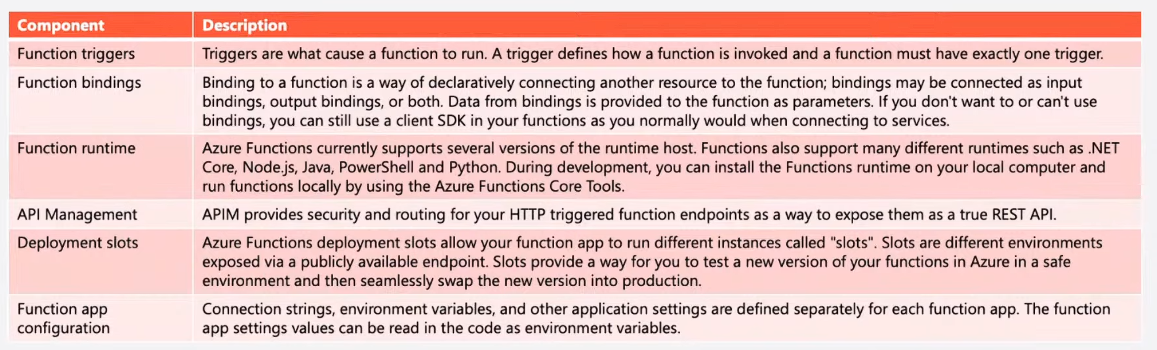 Component Description
Function triggers Triggers are what cause a function to run. A trigger defines how a function is invoked and a function must have exactly one trigger.
Function bindings Binding to a function is a way of declaratively connecting another resource to the function; bindings may be connected as input
bindings, output bindings, or both. Data from bindings is provided to the function as parameters. If you don't want to or can't use
bindings, you can still use a client SDK in your functions as you normally would when connecting to services.
Function runtime Azure Functions currently supports several versions of the runtime host. Functions also support many different runtimes such as .NET
Core, Node.js, Java, PowerShell and Python. During development, you can install the Functions runtime on your local computer and
run functions locally by using the Azure Functions Core Tools.
API Management APIM provides security and routing for your HTTP triggered function endpoints as a way to expose them as a true REST API.
Deployment slots Azure Functions deployment slots allow your function app to run different instances called "slots". Slots are different environments
exposed via a publicly available endpoint. Slots provide a way for you to test a new version of your functions in Azure in a safe
environment and then seamlessly swap the new version into production.
Function app Connection strings, environment variables, and other application settings are defined separately for each function app. The function
configuration app settings values can be read in the code as environment variables.